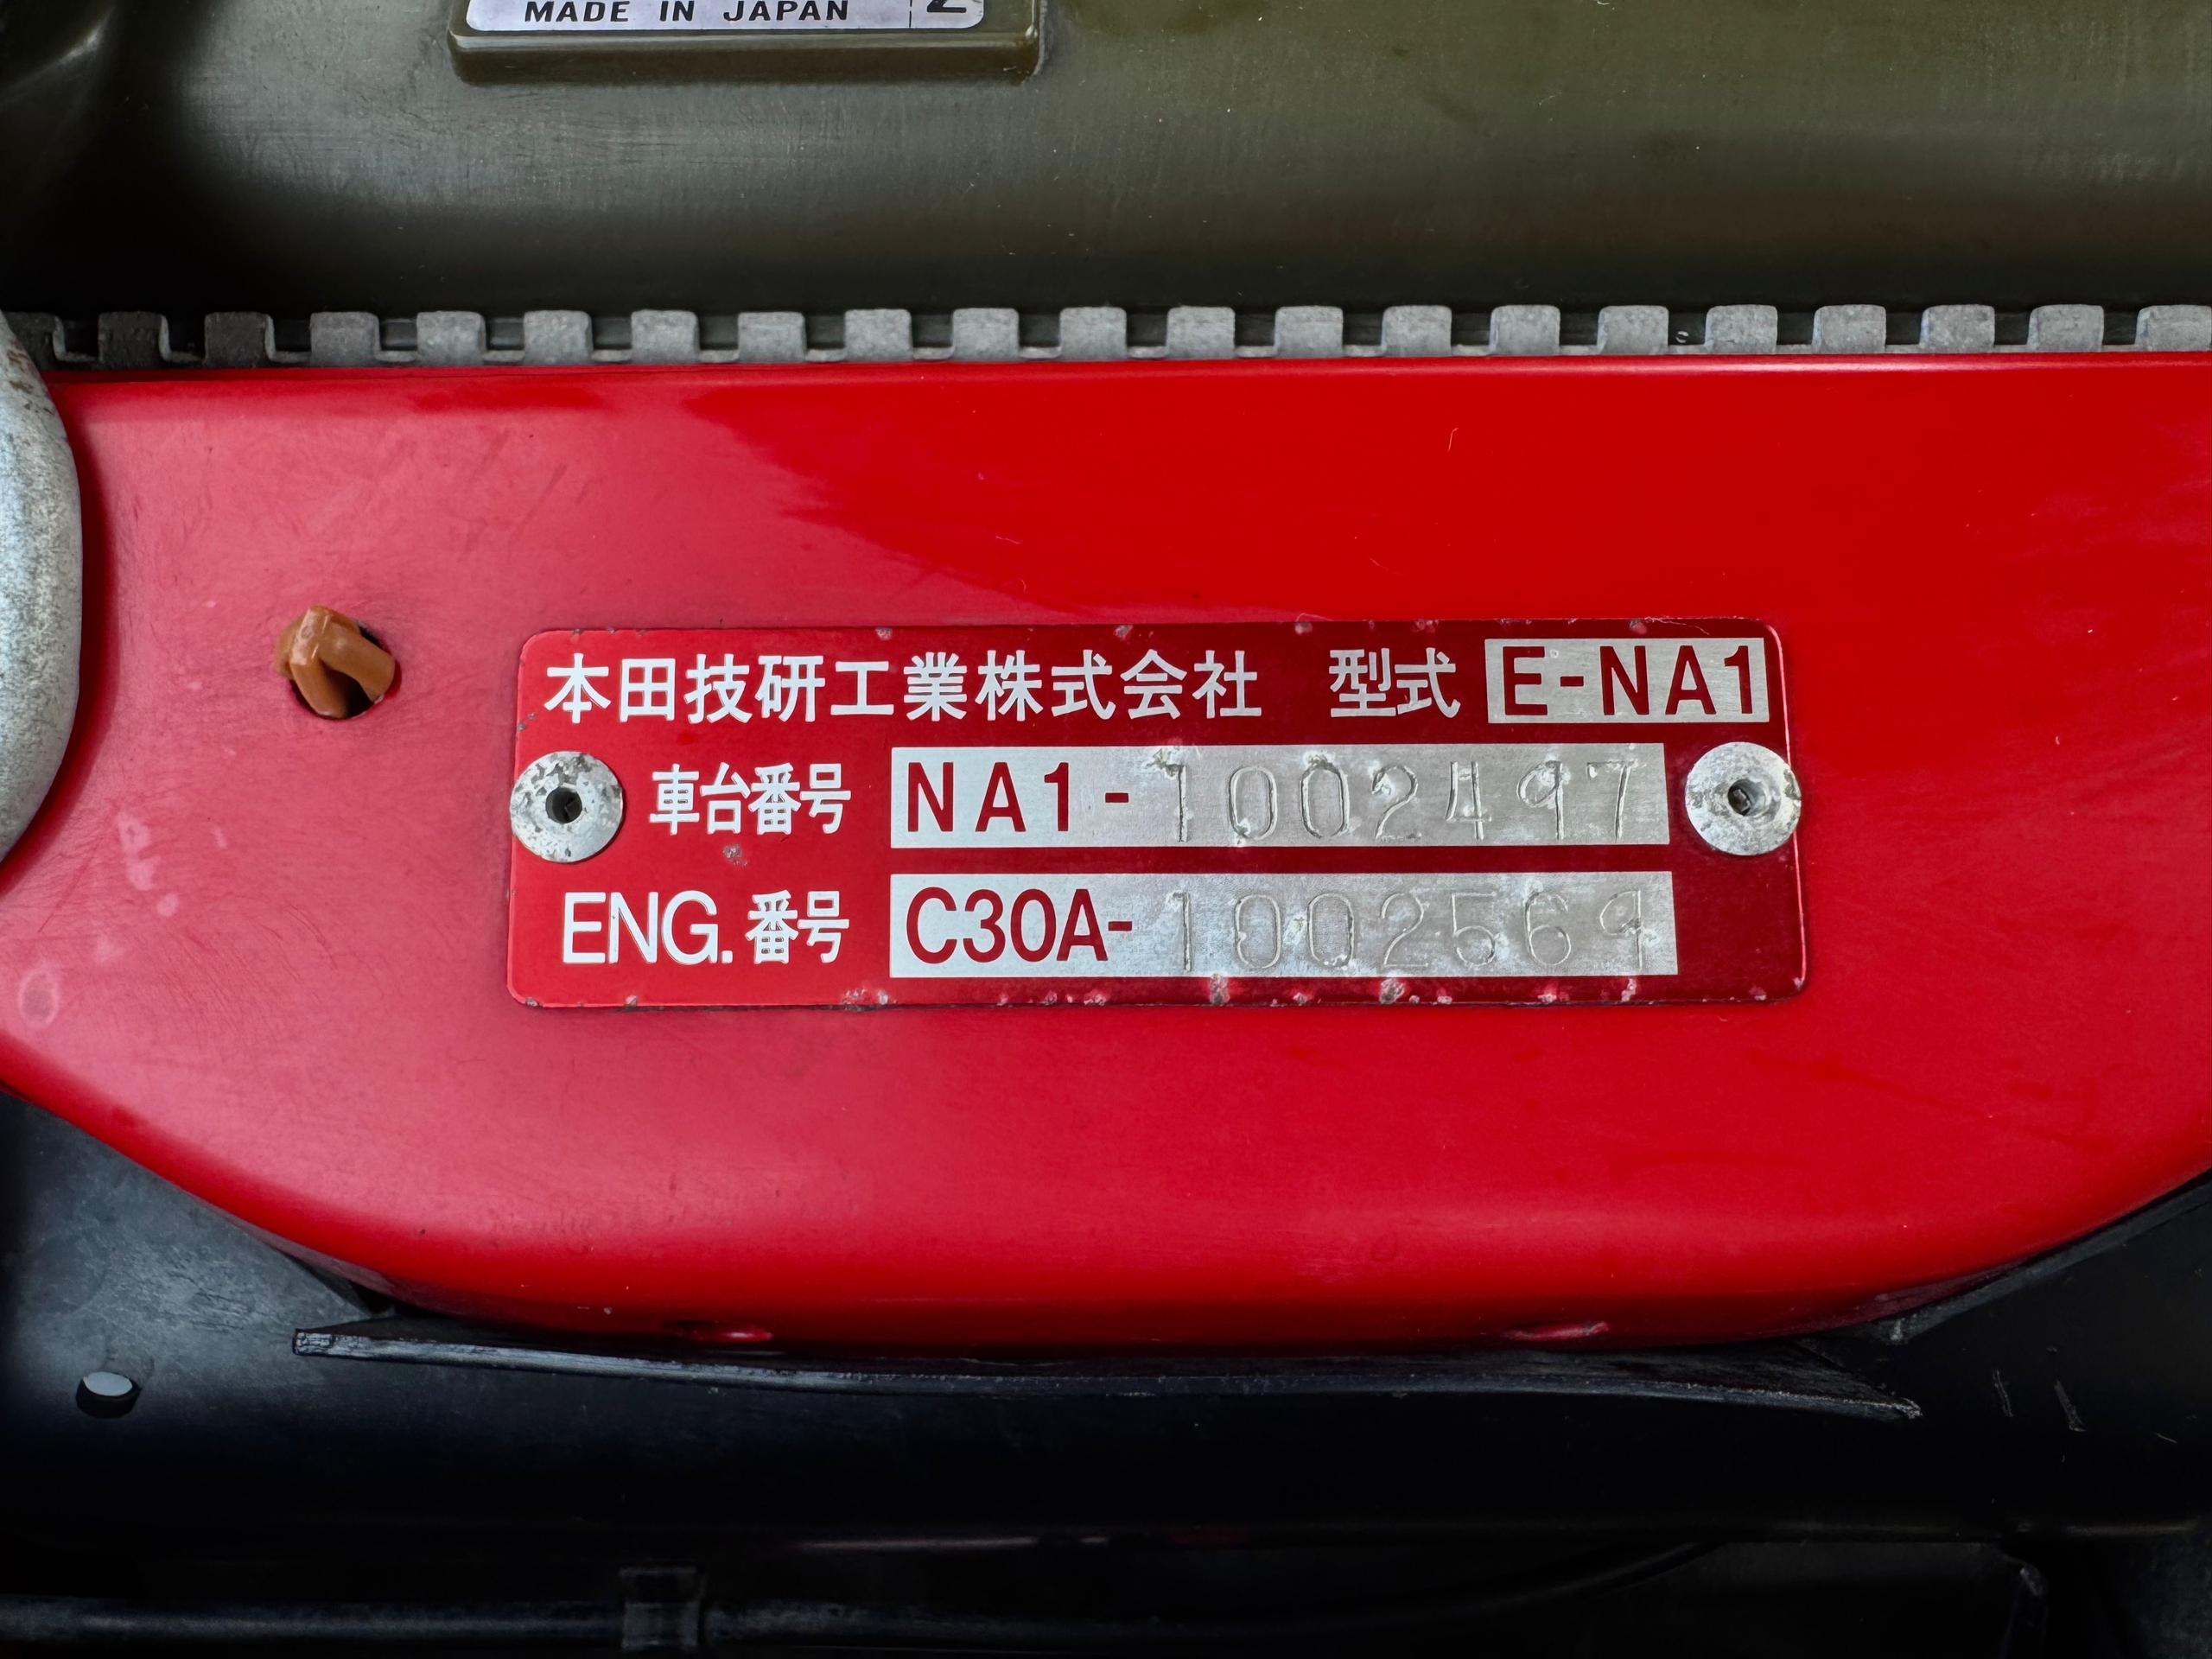 MADE IN JAPAN
本田技研工業株式会社 型式 E-NA1
車台番号 NA1-1002497
ENG.番号 C30A-1002569